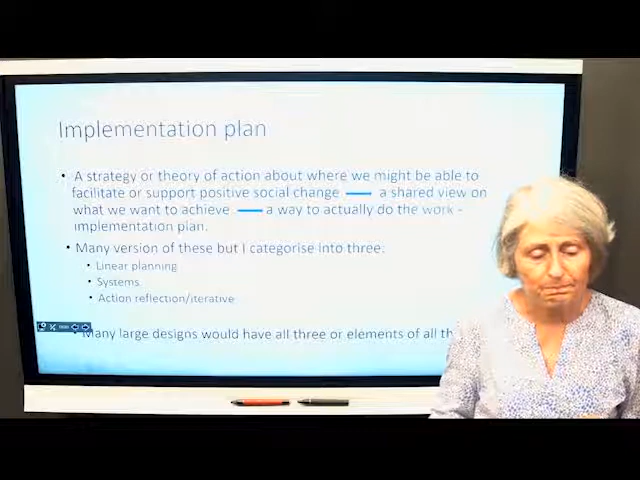 Implementation plan
• A strategy or theory of action about where we might be able to
facilitate or support positive social change — a shared view on
what we want to achieve — a way to actually do the work -
implementation plan.
• Many version of these but I categorise into three:
• Linear planning
• Systems
• Action reflection/iterative
• Many large designs would have all three or elements of all